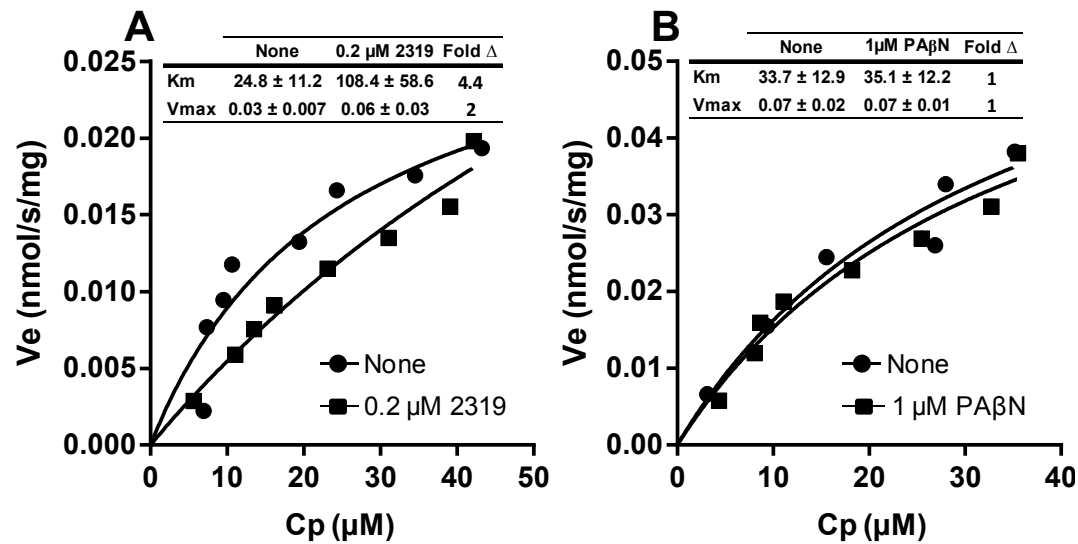 A
None 0.2 µM 2319 Fold Δ
Km 24.8 ± 11.2 108.4 ± 58.6 4.4
Vmax 0.03 ± 0.007 0.06 ± 0.03 2
0.025
0.020
0.015
0.010
0.005
0.000
Ve (nmol/s/mg)
None
0.2 µM 2319
0 10 20 30 40 50
Cp (µM)
B
None 1µM PAβN Fold Δ
Km 33.7 ± 12.9 35.1 ± 12.2 1
Vmax 0.07 ± 0.02 0.07 ± 0.01 1
0.05
0.04
0.03
0.02
0.01
0.00
Ve (nmol/s/mg)
None
1 µM PAβN
0 10 20 30 40
Cp (µM)